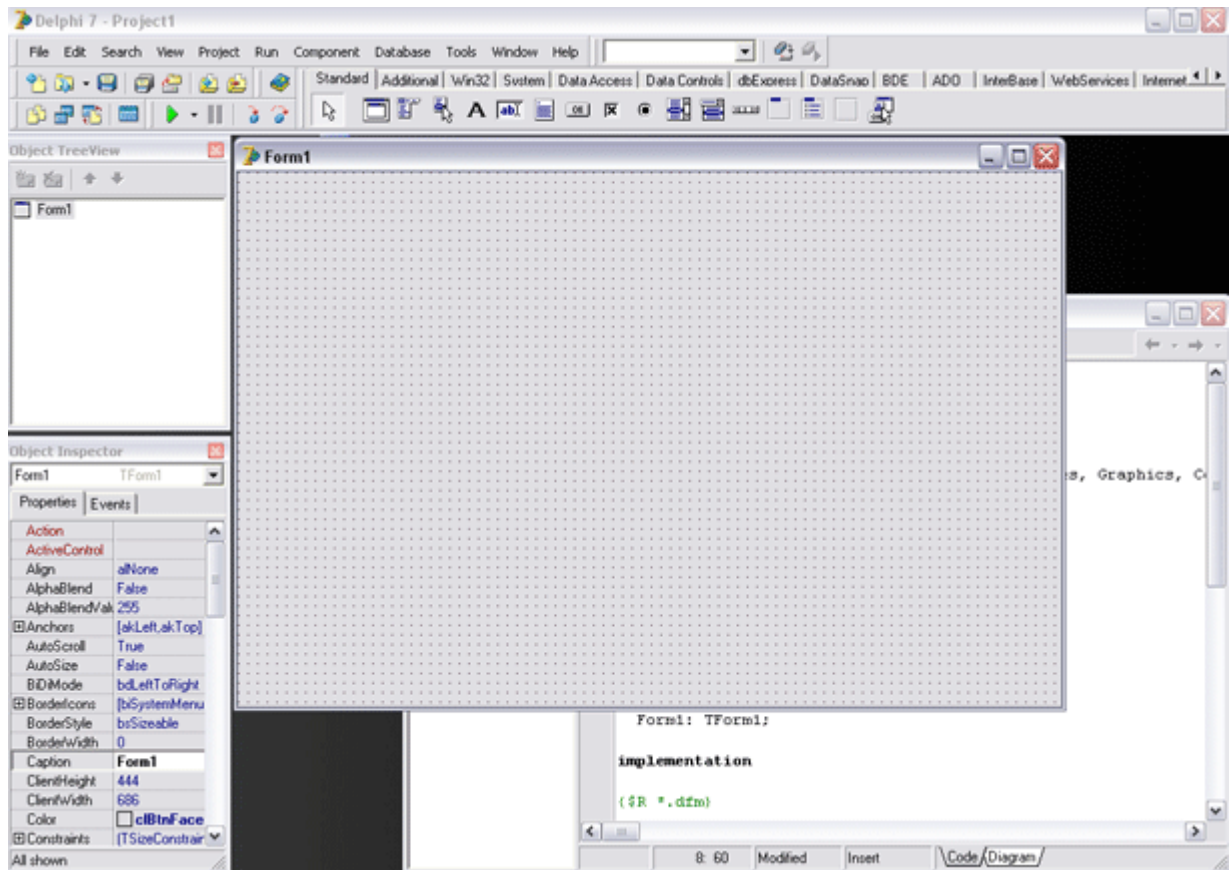 Delphi 7 - Project1
File Edit Search View Project Run Component Database Tools Window Help
Standard Additional Win32 System Data Access Data Controls dbExpress DataSnap BDE ADO InterBase WebServices Internet
A ab OK
Object TreeView
Form1
Form1
Object Inspector
Form1 TForm1
Properties Events
Action
ActiveControl
Align alNone
AlphaBlend False
AlphaBlendVal 255
Anchors [akLeft,akTop]
AutoScroll True
AutoSize False
BiDiMode bdLeftToRight
BorderIcons [biSystemMenu
BorderStyle bsSizeable
BorderWidth 0
Caption Form1
ClientHeight 444
ClientWidth 686
Color clBtnFace
Constraints (TSizeConstrair
All shown
s, Graphics, Co
Form1: TForm1;
implementation
{$R *.dfm}
8: 60 Modified Insert Code Diagram